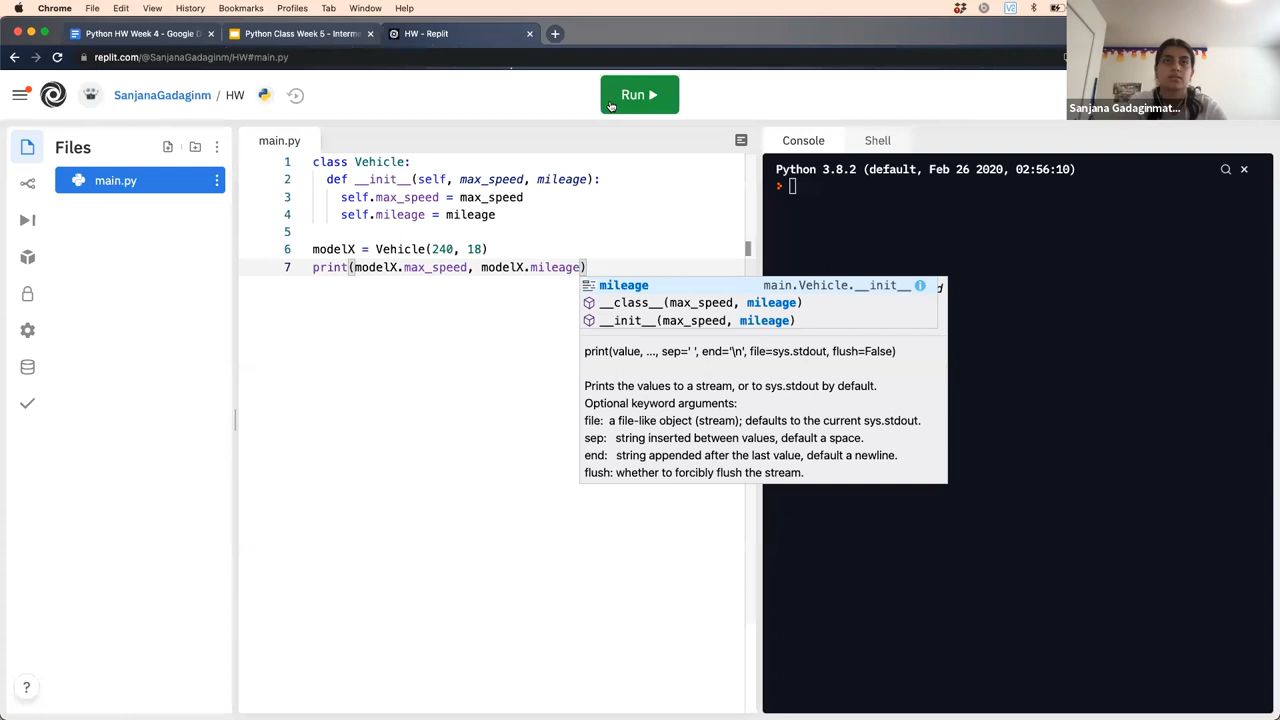 Chrome File Edit View History Bookmarks Profiles Tab Window Help
Python HW Week 4 - Google D
Python Class Week 5 - Interme
HW - Replit
replit.com/@SanjanaGadaginm/HW#main.py
Sanjana Gadaginmat...
SanjanaGadaginm / HW
Run
Files
main.py
main.py
1 class Vehicle:
2 def __init__(self, max_speed, mileage):
3 self.max_speed = max_speed
4 self.mileage = mileage
5
6 modelX = Vehicle(240, 18)
7 print(modelX.max_speed, modelX.mileage)
mileage main.Vehicle.__init__
__class__(max_speed, mileage)
__init__(max_speed, mileage)
print(value, ..., sep=' ', end='\n', file=sys.stdout, flush=False)
Prints the values to a stream, or to sys.stdout by default.
Optional keyword arguments:
file: a file-like object (stream); defaults to the current sys.stdout.
sep: string inserted between values, default a space.
end: string appended after the last value, default a newline.
flush: whether to forcibly flush the stream.
Console Shell
Python 3.8.2 (default, Feb 26 2020, 02:56:10)
?